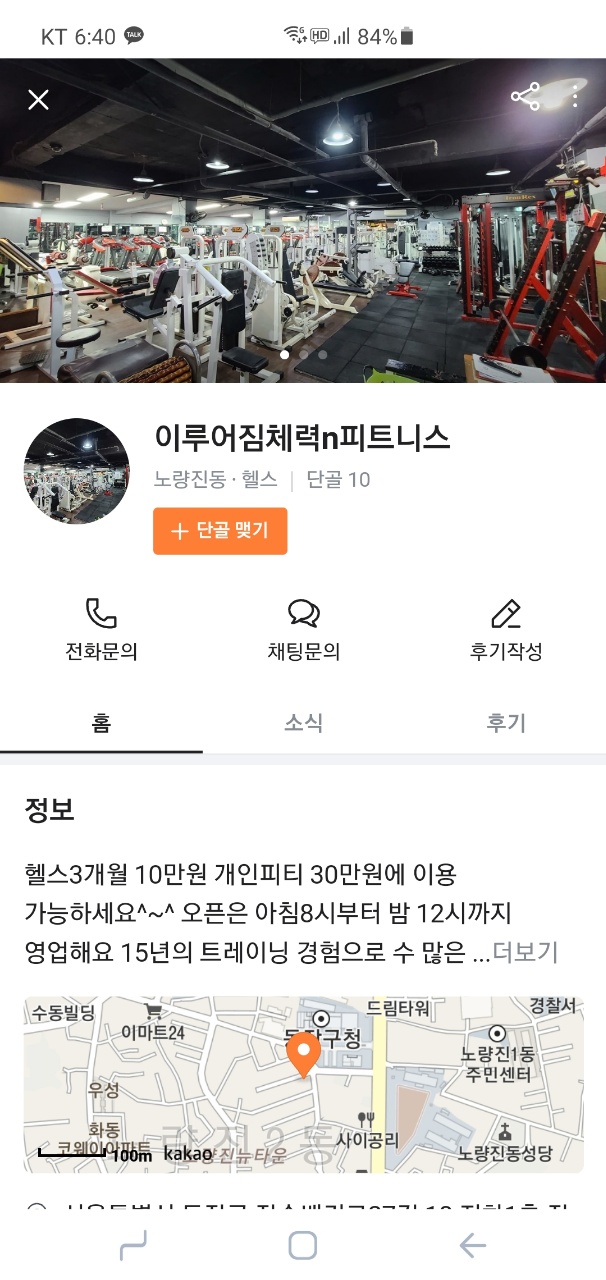 KT 6:40 TALK HD 84%
이루어짐체력n피트니스
노량진동 · 헬스 | 단골 10
+ 단골 맺기
전화문의 채팅문의 후기작성
홈 소식 후기
정보
헬스3개월 10만원 개인피티 30만원에 이용
가능하세요^~^ 오픈은 아침8시부터 밤 12시까지
영업해요 15년의 트레이닝 경험으로 수 많은 ...더보기
수동빌딩
드림타워
경찰서
이마트24
동작구청
노량진1동
주민센터
우성
화동
코웨이아파트
사이공리
노량진동성당
100m kakao